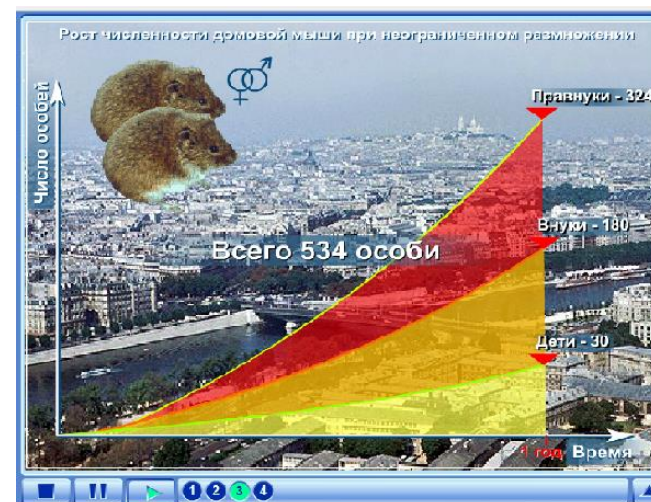 Рост численности домовой мыши при неограниченном размножении
Число особей
Правнуки - 324
Внуки - 180
Всего 534 особи
Дети - 30
1 год Время
1 2 3 4